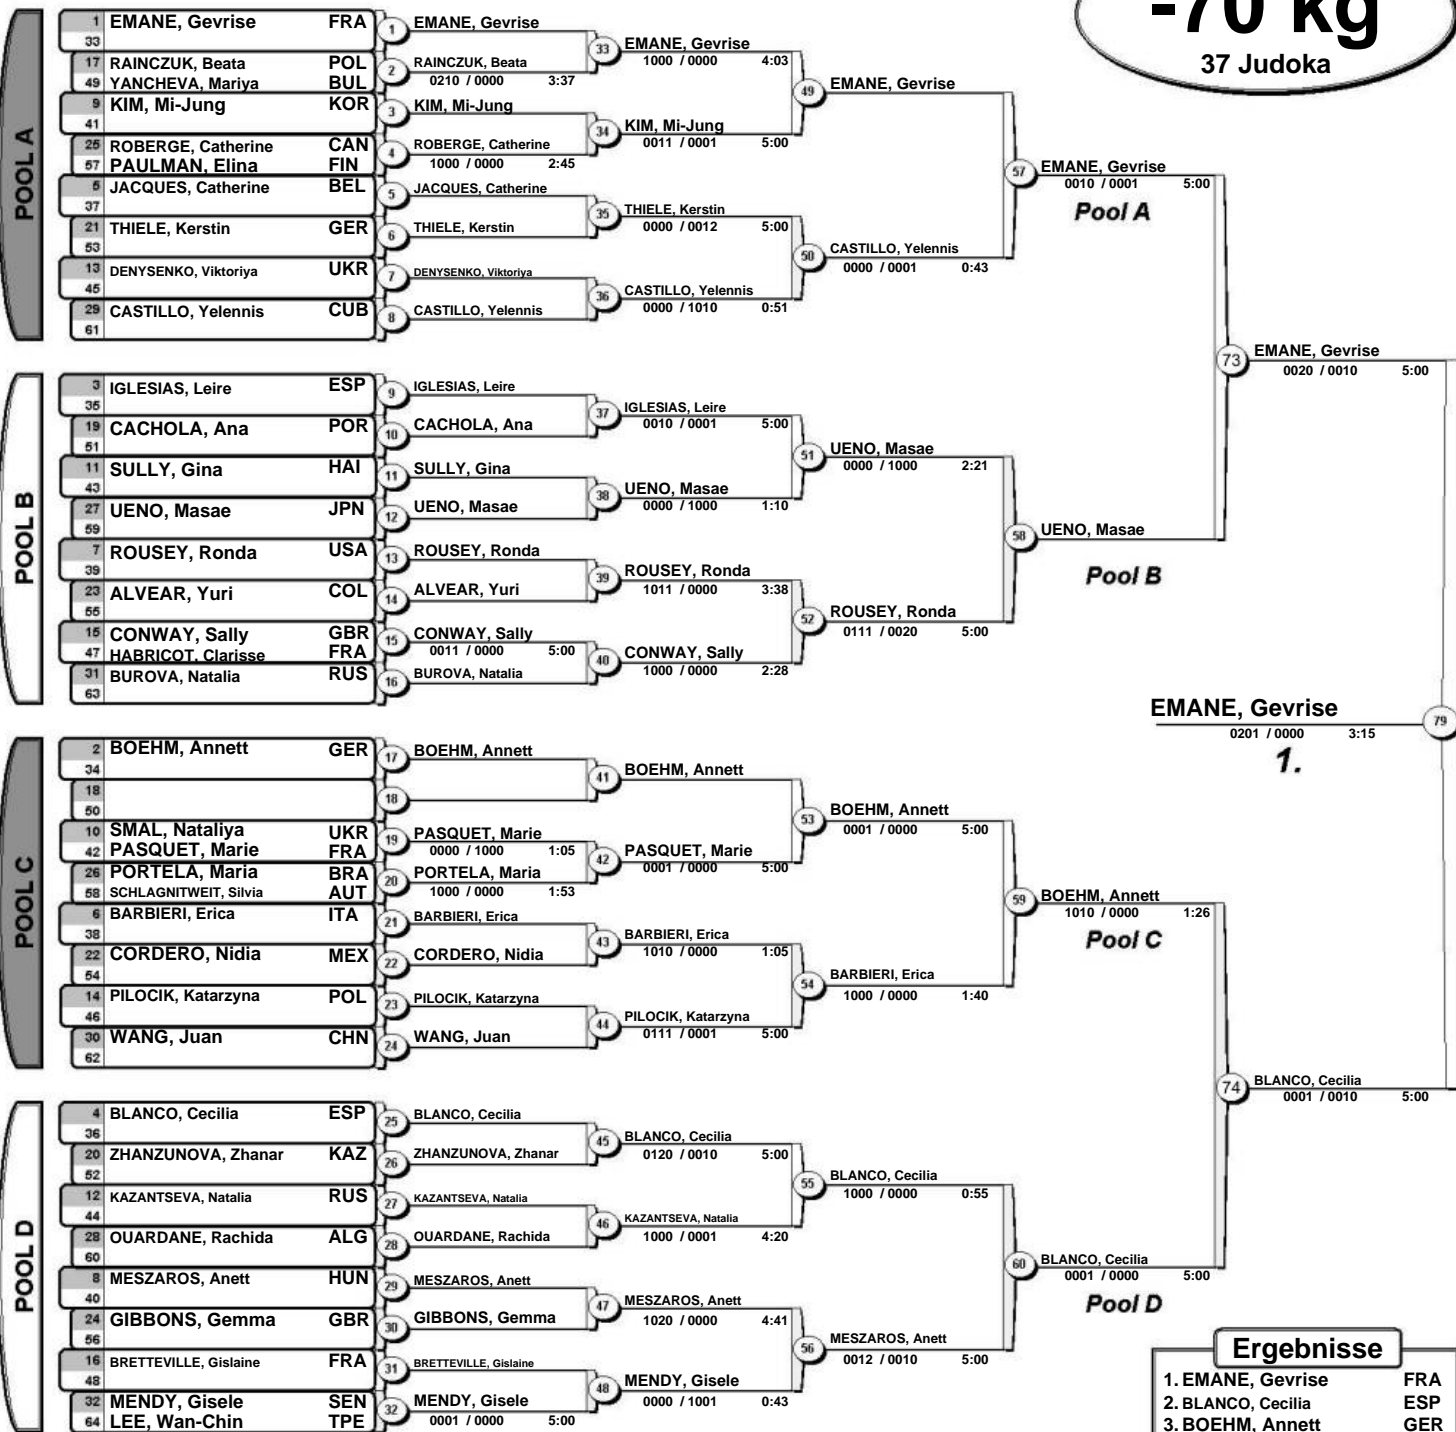 -70 kg
37 Judoka
POOL A
1 EMANE, Gevrise FRA
33
17 RAINCZUK, Beata POL
49 YANCHEVA, Mariya BUL
9 KIM, Mi-Jung KOR
41
25 ROBERGE, Catherine CAN
57 PAULMAN, Elina FIN
5 JACQUES, Catherine BEL
37
21 THIELE, Kerstin GER
53
13 DENYSENKO, Viktoriya UKR
45
29 CASTILLO, Yelennis CUB
61
1 EMANE, Gevrise
2 RAINCZUK, Beata
0210 / 0000 3:37
3 KIM, Mi-Jung
4 ROBERGE, Catherine
1000 / 0000 2:45
5 JACQUES, Catherine
6 THIELE, Kerstin
7 DENYSENKO, Viktoriya
8 CASTILLO, Yelennis
33 EMANE, Gevrise
1000 / 0000 4:03
34 KIM, Mi-Jung
0011 / 0001 5:00
35 THIELE, Kerstin
0000 / 0012 5:00
36 CASTILLO, Yelennis
0000 / 1010 0:51
49 EMANE, Gevrise
50 CASTILLO, Yelennis
0000 / 0001 0:43
57 EMANE, Gevrise
0010 / 0001 5:00
Pool A
POOL B
3 IGLESIAS, Leire ESP
35
19 CACHOLA, Ana POR
51
11 SULLY, Gina HAI
43
27 UENO, Masae JPN
59
7 ROUSEY, Ronda USA
39
23 ALVEAR, Yuri COL
55
15 CONWAY, Sally GBR
47 HABRICOT, Clarisse FRA
31 BUROVA, Natalia RUS
63
9 IGLESIAS, Leire
10 CACHOLA, Ana
11 SULLY, Gina
12 UENO, Masae
13 ROUSEY, Ronda
14 ALVEAR, Yuri
15 CONWAY, Sally
0011 / 0000 5:00
16 BUROVA, Natalia
37 IGLESIAS, Leire
0010 / 0001 5:00
38 UENO, Masae
0000 / 1000 1:10
39 ROUSEY, Ronda
1011 / 0000 3:38
40 CONWAY, Sally
1000 / 0000 2:28
51 UENO, Masae
0000 / 1000 2:21
52 ROUSEY, Ronda
0111 / 0020 5:00
58 UENO, Masae
Pool B
73 EMANE, Gevrise
0020 / 0010 5:00
EMANE, Gevrise 79
0201 / 0000 3:15
1.
POOL C
2 BOEHM, Annett GER
34
18
50
10 SMAL, Nataliya UKR
42 PASQUET, Marie FRA
26 PORTELA, Maria BRA
58 SCHLAGNITWEIT, Silvia AUT
6 BARBIERI, Erica ITA
38
22 CORDERO, Nidia MEX
54
14 PILOCIK, Katarzyna POL
46
30 WANG, Juan CHN
62
17 BOEHM, Annett
18
19 PASQUET, Marie
0000 / 1000 1:05
20 PORTELA, Maria
1000 / 0000 1:53
21 BARBIERI, Erica
22 CORDERO, Nidia
23 PILOCIK, Katarzyna
24 WANG, Juan
41 BOEHM, Annett
42 PASQUET, Marie
0001 / 0000 5:00
43 BARBIERI, Erica
1010 / 0000 1:05
44 PILOCIK, Katarzyna
0111 / 0001 5:00
53 BOEHM, Annett
0001 / 0000 5:00
54 BARBIERI, Erica
1000 / 0000 1:40
59 BOEHM, Annett
1010 / 0000 1:26
Pool C
POOL D
4 BLANCO, Cecilia ESP
36
20 ZHANZUNOVA, Zhanar KAZ
52
12 KAZANTSEVA, Natalia RUS
44
28 OUARDANE, Rachida ALG
60
8 MESZAROS, Anett HUN
40
24 GIBBONS, Gemma GBR
56
16 BRETTEVILLE, Gislaine FRA
48
32 MENDY, Gisele SEN
64 LEE, Wan-Chin TPE
25 BLANCO, Cecilia
26 ZHANZUNOVA, Zhanar
27 KAZANTSEVA, Natalia
28 OUARDANE, Rachida
29 MESZAROS, Anett
30 GIBBONS, Gemma
31 BRETTEVILLE, Gislaine
32 MENDY, Gisele
0001 / 0000 5:00
45 BLANCO, Cecilia
0120 / 0010 5:00
46 KAZANTSEVA, Natalia
1000 / 0001 4:20
47 MESZAROS, Anett
1020 / 0000 4:41
48 MENDY, Gisele
0000 / 1001 0:43
55 BLANCO, Cecilia
1000 / 0000 0:55
56 MESZAROS, Anett
0012 / 0010 5:00
60 BLANCO, Cecilia
0001 / 0000 5:00
Pool D
74 BLANCO, Cecilia
0001 / 0010 5:00
Ergebnisse
1. EMANE, Gevrise FRA
2. BLANCO, Cecilia ESP
3. BOEHM, Annett GER